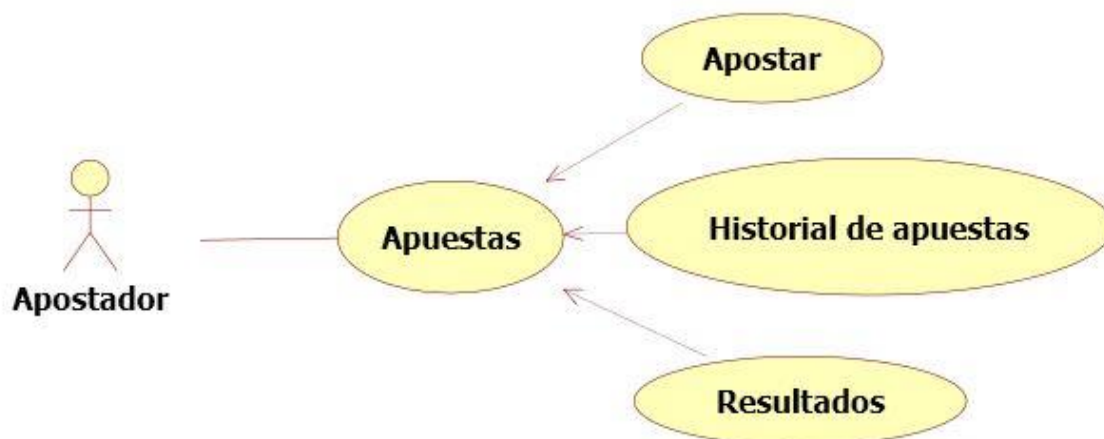 Apostar
Apuestas
Historial de apuestas
Apostador
Resultados